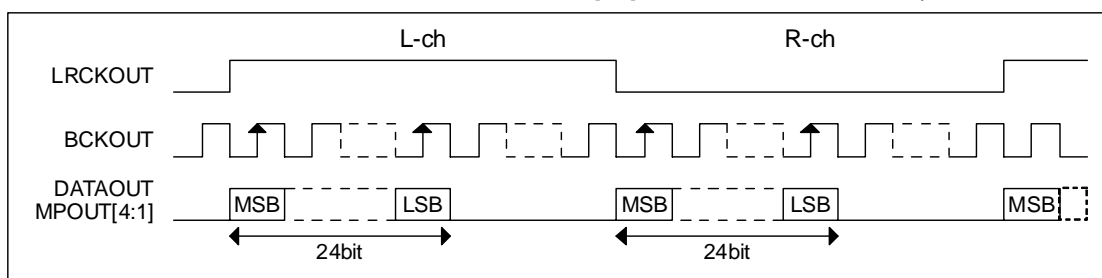 L-ch R-ch
LRCKOUT
BCKOUT
DATAOUT
MPOUT[4:1]
MSB LSB MSB LSB MSB
24bit 24bit